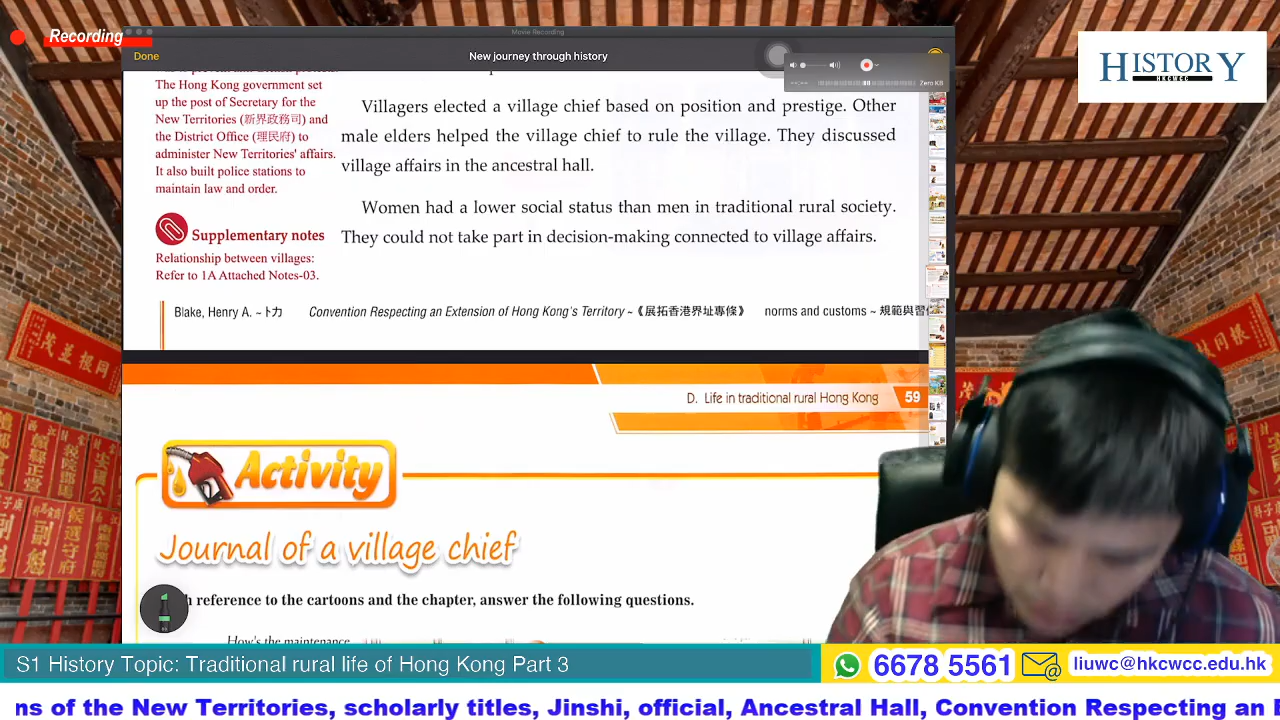 Recording
Movie Recording
Done
New journey through history
HISTORY
HKCWCC
Zero KB
The Hong Kong government set
up the post of Secretary for the
New Territories (新界政務司) and
the District Office (理民府) to
administer New Territories' affairs.
It also built police stations to
maintain law and order.
Supplementary notes
Relationship between villages:
Refer to 1A Attached Notes-03.
Villagers elected a village chief based on position and prestige. Other
male elders helped the village chief to rule the village. They discussed
village affairs in the ancestral hall.
Women had a lower social status than men in traditional rural society.
They could not take part in decision-making connected to village affairs.
Blake, Henry A. ~ 卜力
Convention Respecting an Extension of Hong Kong's Territory ~《展拓香港界址專條》
norms and customs ~ 規範與習
D. Life in traditional rural Hong Kong
59
Activity
Journal of a village chief
h reference to the cartoons and the chapter, answer the following questions.
How's the maintenance
S1 History Topic: Traditional rural life of Hong Kong Part 3
6678 5561
liuwc@hkcwcc.edu.hk
ns of the New Territories, scholarly titles, Jinshi, official, Ancestral Hall, Convention Respecting an E